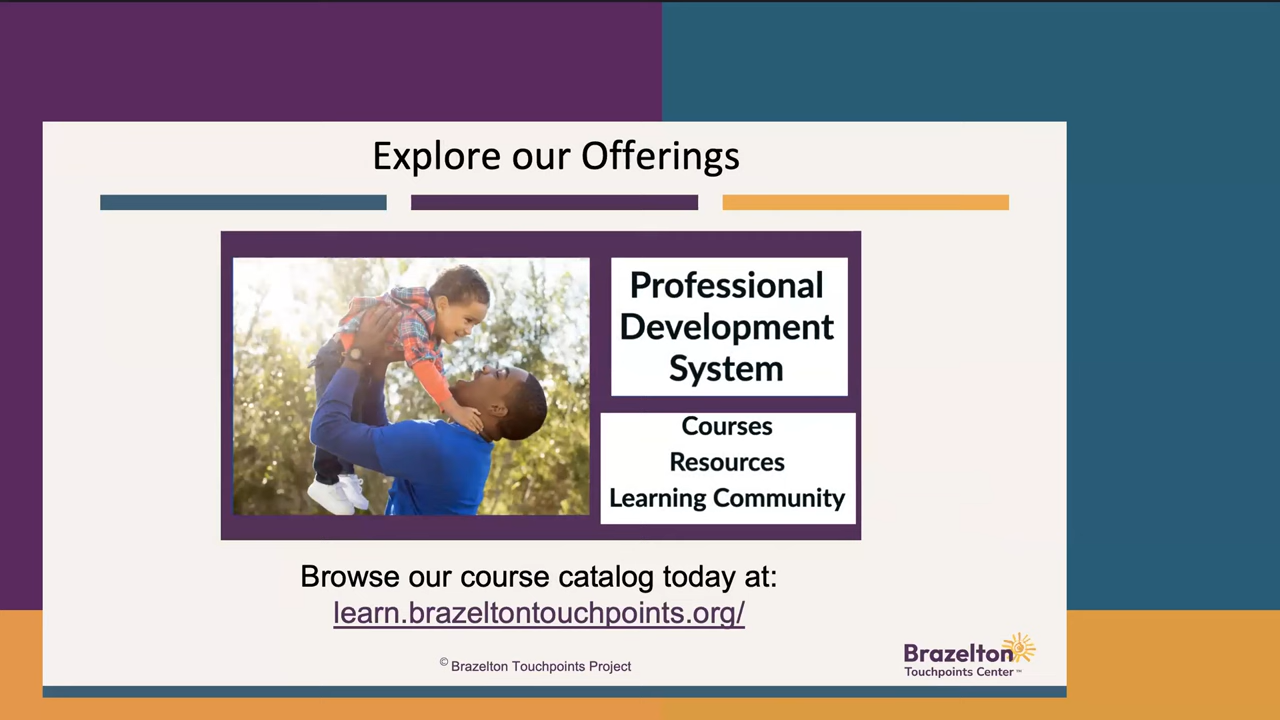 Explore our Offerings
Professional
Development
System
Courses
Resources
Learning Community
Browse our course catalog today at:
learn.brazeltontouchpoints.org/
© Brazelton Touchpoints Project
Brazelton
Touchpoints Center™